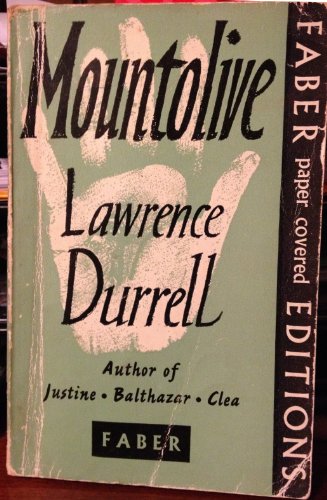 Mountolive
Lawrence
Durrell
Author of
Justine • Balthazar • Clea
FABER
FABER paper covered EDITIONS